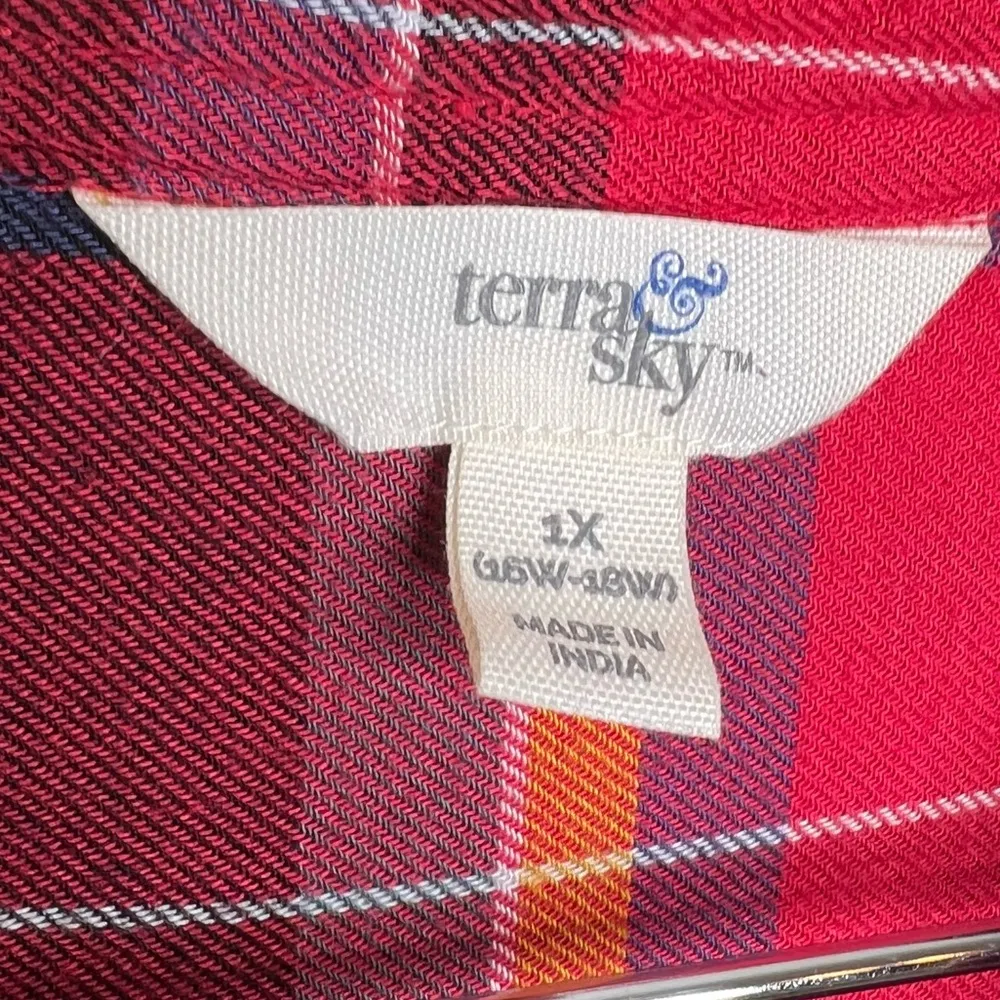 terra &
sky™
1X
(16W-18W)
MADE IN
INDIA